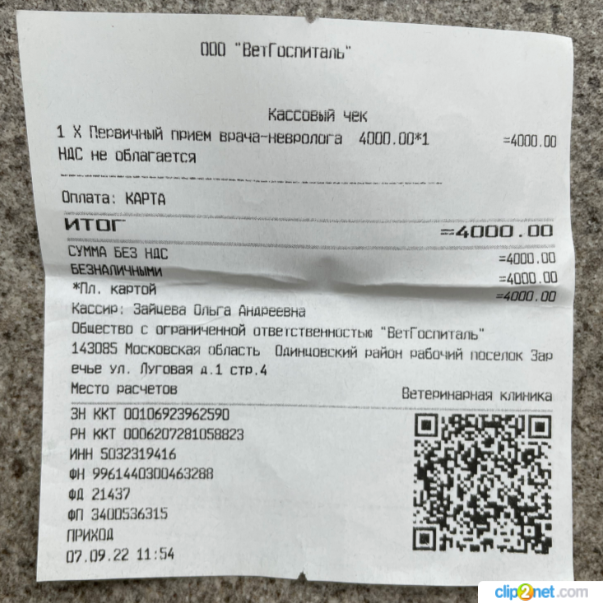 ООО "ВетГоспиталь"
Кассовый чек
1 X Первичный прием врача-невролога 4000.00*1 =4000.00
НДС не облагается
Оплата: КАРТА
ИТОГ =4000.00
СУММА БЕЗ НДС =4000.00
БЕЗНАЛИЧНЫМИ =4000.00
*Пл. картой =4000.00
Кассир: Зайцева Ольга Андреевна
Общество с ограниченной ответственностью "ВетГоспиталь"
143085 Московская область Одинцовский район рабочий поселок Зар
ечье ул. Луговая д.1 стр.4
Место расчетов Ветеринарная клиника
ЗН ККТ 00106923962590
РН ККТ 0006207281058823
ИНН 5032319416
ФН 9961440300463288
ФД 21437
ФП 3400536315
ПРИХОД
07.09.22 11:54
clip2net.com